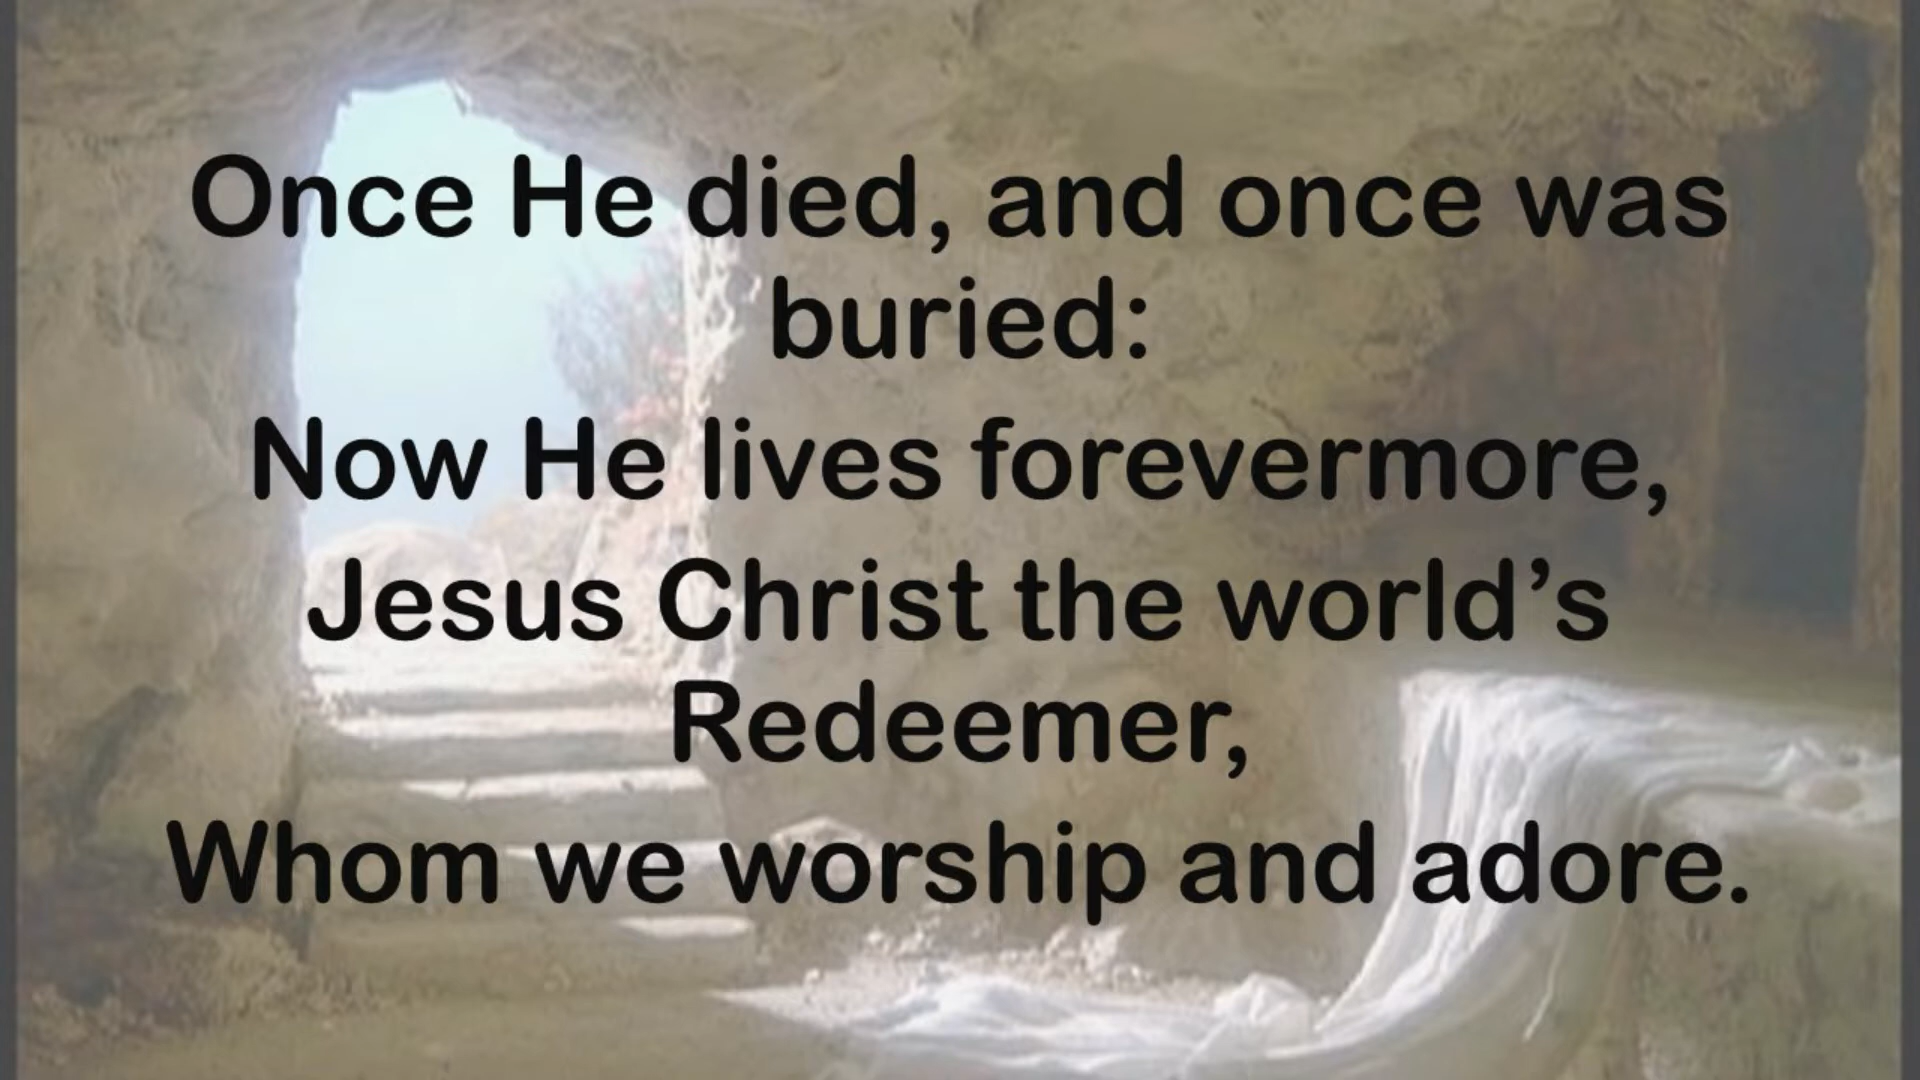 Once He died, and once was
buried:
Now He lives forevermore,
Jesus Christ the world’s
Redeemer,
Whom we worship and adore.